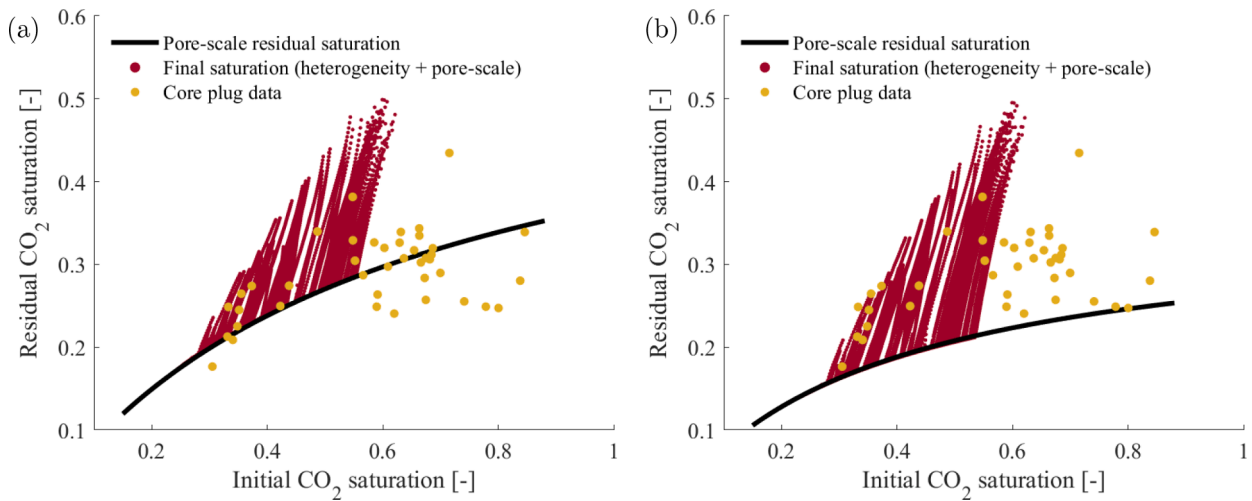 (a)
0.6
0.5
0.4
0.3
0.2
0.1
Residual CO2 saturation [-]
Pore-scale residual saturation
Final saturation (heterogeneity + pore-scale)
Core plug data
0.2 0.4 0.6 0.8 1
Initial CO2 saturation [-]
(b)
0.6
0.5
0.4
0.3
0.2
0.1
Residual CO2 saturation [-]
Pore-scale residual saturation
Final saturation (heterogeneity + pore-scale)
Core plug data
0.2 0.4 0.6 0.8 1
Initial CO2 saturation [-]